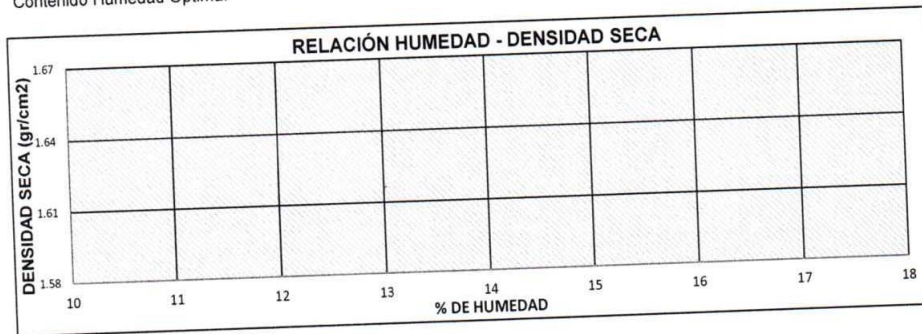 Contenido Humedad Optima.
RELACIÓN HUMEDAD - DENSIDAD SECA
DENSIDAD SECA (gr/cm2)
1.67
1.64
1.61
1.58
10 11 12 13 14 15 16 17 18
% DE HUMEDAD